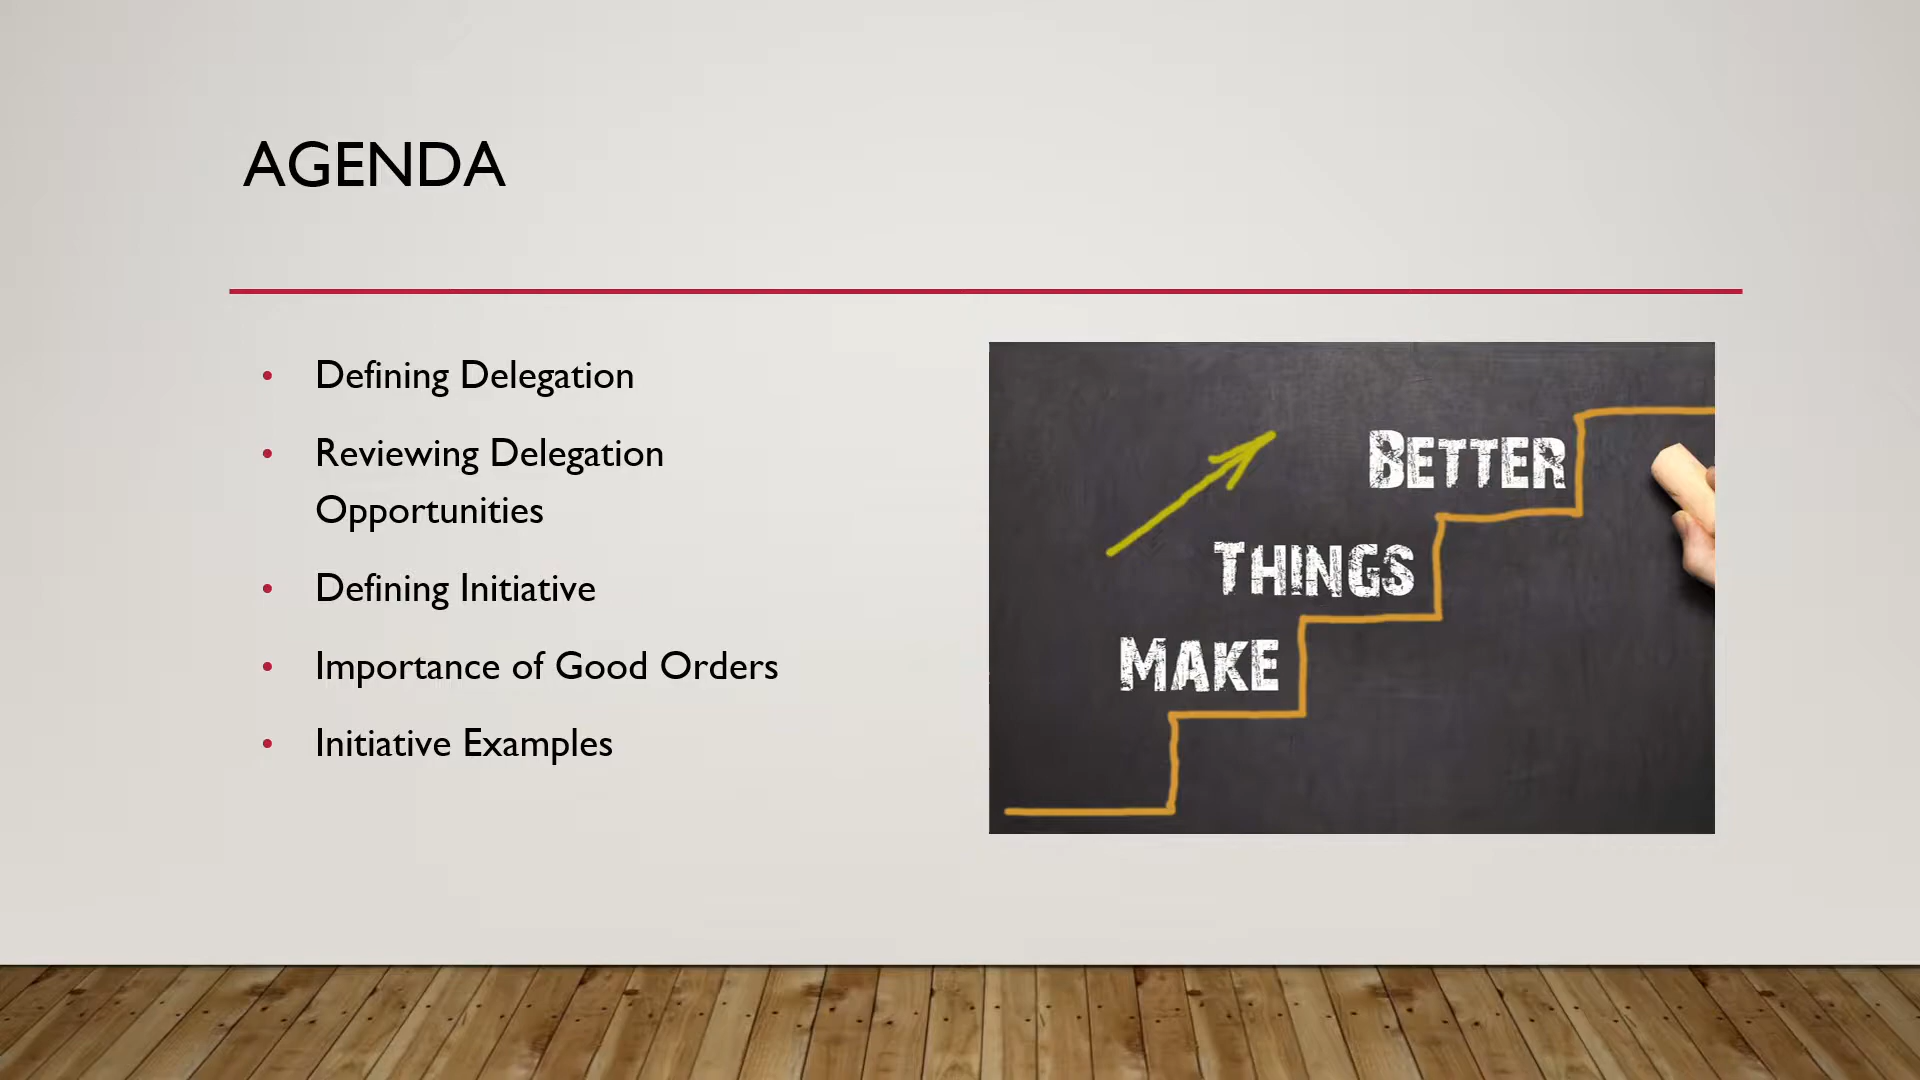 AGENDA
• Defining Delegation
• Reviewing Delegation
Opportunities
• Defining Initiative
• Importance of Good Orders
• Initiative Examples
BETTER
THINGS
MAKE